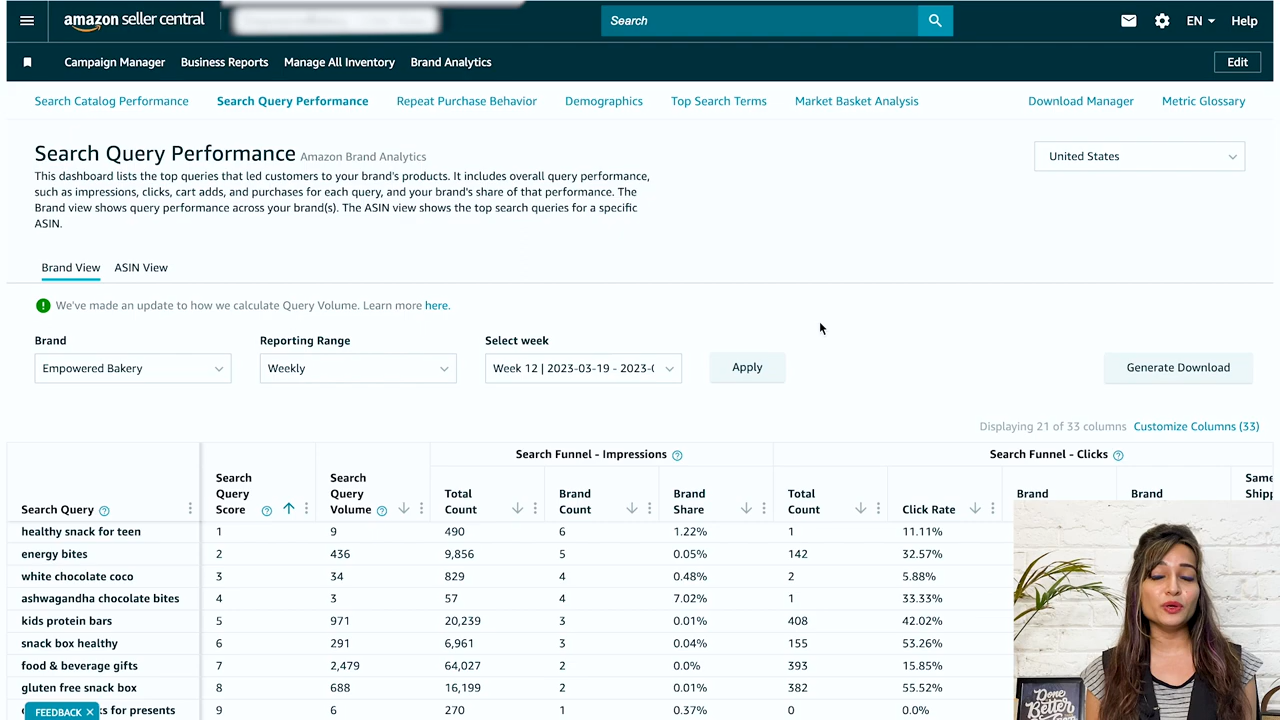 amazon seller central
Search
EN
Help
Campaign Manager
Business Reports
Manage All Inventory
Brand Analytics
Edit
Search Catalog Performance
Search Query Performance
Repeat Purchase Behavior
Demographics
Top Search Terms
Market Basket Analysis
Download Manager
Metric Glossary
Search Query Performance Amazon Brand Analytics
United States
This dashboard lists the top queries that led customers to your brand's products. It includes overall query performance,
such as impressions, clicks, cart adds, and purchases for each query, and your brand's share of that performance. The
Brand view shows query performance across your brand(s). The ASIN view shows the top search queries for a specific
ASIN.
Brand View
ASIN View
We've made an update to how we calculate Query Volume. Learn more here.
Brand
Reporting Range
Select week
Empowered Bakery
Weekly
Week 12 | 2023-03-19 - 2023-(
Apply
Generate Download
Displaying 21 of 33 columns
Customize Columns (33)
Search Funnel - Impressions
Search Funnel - Clicks
Search Query
Search
Query
Score
Search
Query
Volume
Total
Count
Brand
Count
Brand
Share
Total
Count
Click Rate
Brand
Brand
Same
Shipp
healthy snack for teen 1 9 490 6 1.22% 1 11.11%
energy bites 2 436 9,856 5 0.05% 142 32.57%
white chocolate coco 3 34 829 4 0.48% 2 5.88%
ashwagandha chocolate bites 4 3 57 4 7.02% 1 33.33%
kids protein bars 5 971 20,239 3 0.01% 408 42.02%
snack box healthy 6 291 6,961 3 0.04% 155 53.26%
food & beverage gifts 7 2,479 64,027 2 0.0% 393 15.85%
gluten free snack box 8 688 16,199 2 0.01% 382 55.52%
ks for presents 9 6 270 1 0.37% 0 0.0%
FEEDBACK
Done
Better